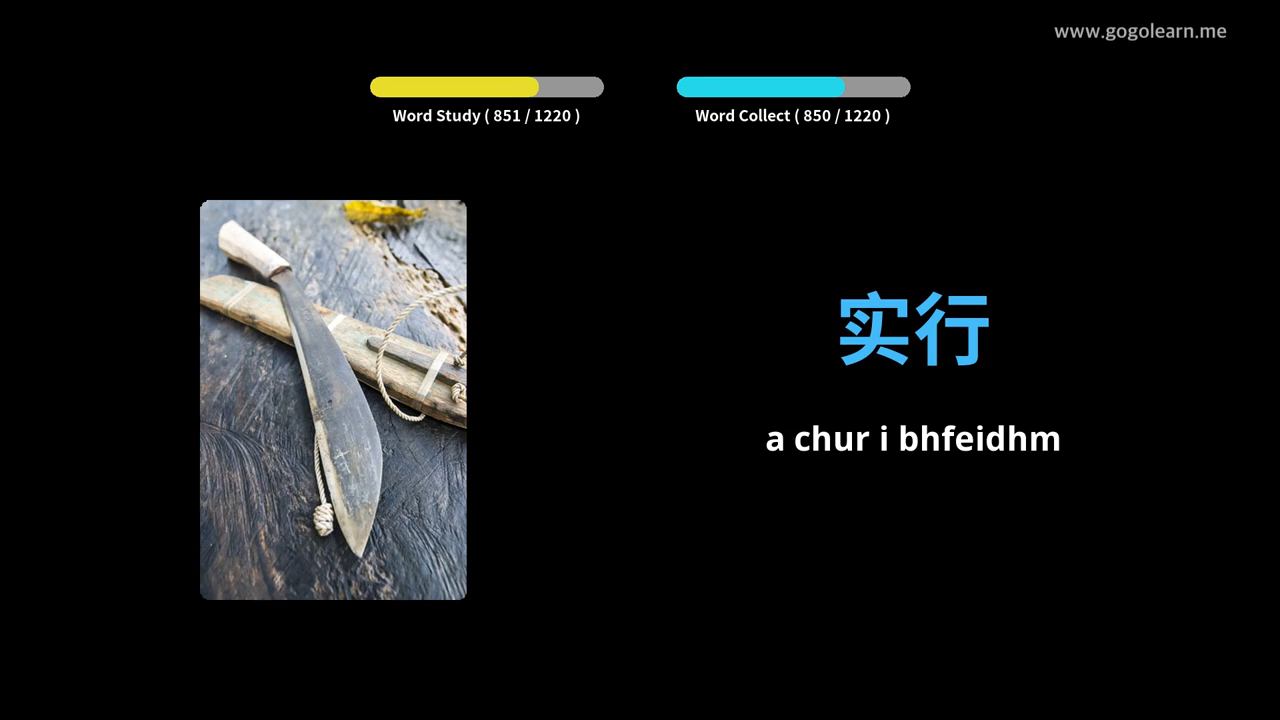 www.gogolearn.me
Word Study ( 851 / 1220 )
Word Collect ( 850 / 1220 )
实行
a chur i bhfeidhm